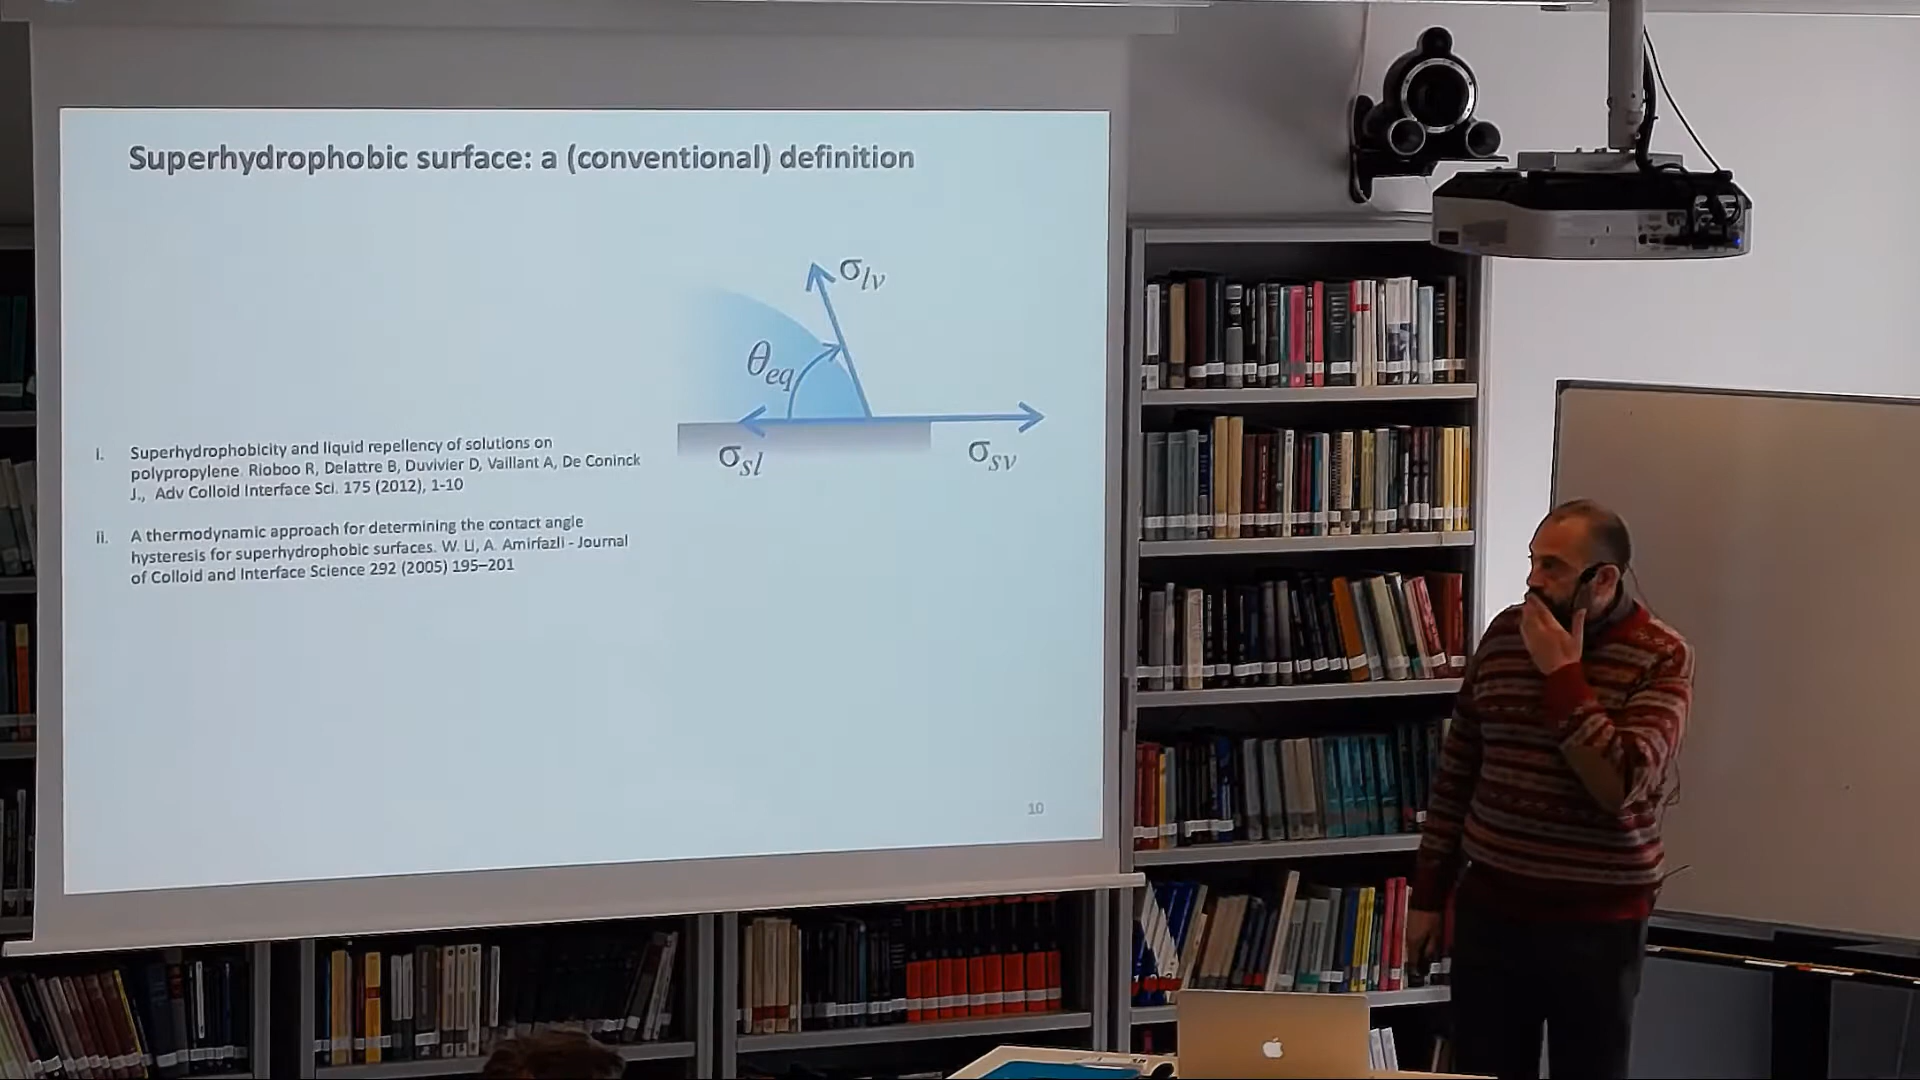 Superhydrophobic surface: a (conventional) definition
σlv
θeq
σsl
σsv
i. Superhydrophobicity and liquid repellency of solutions on
polypropylene. Rioboo R, Delattre B, Duvivier D, Vaillant A, De Coninck
J., Adv Colloid Interface Sci. 175 (2012), 1-10
ii. A thermodynamic approach for determining the contact angle
hysteresis for superhydrophobic surfaces. W. Li, A. Amirfazli - Journal
of Colloid and Interface Science 292 (2005) 195–201
10